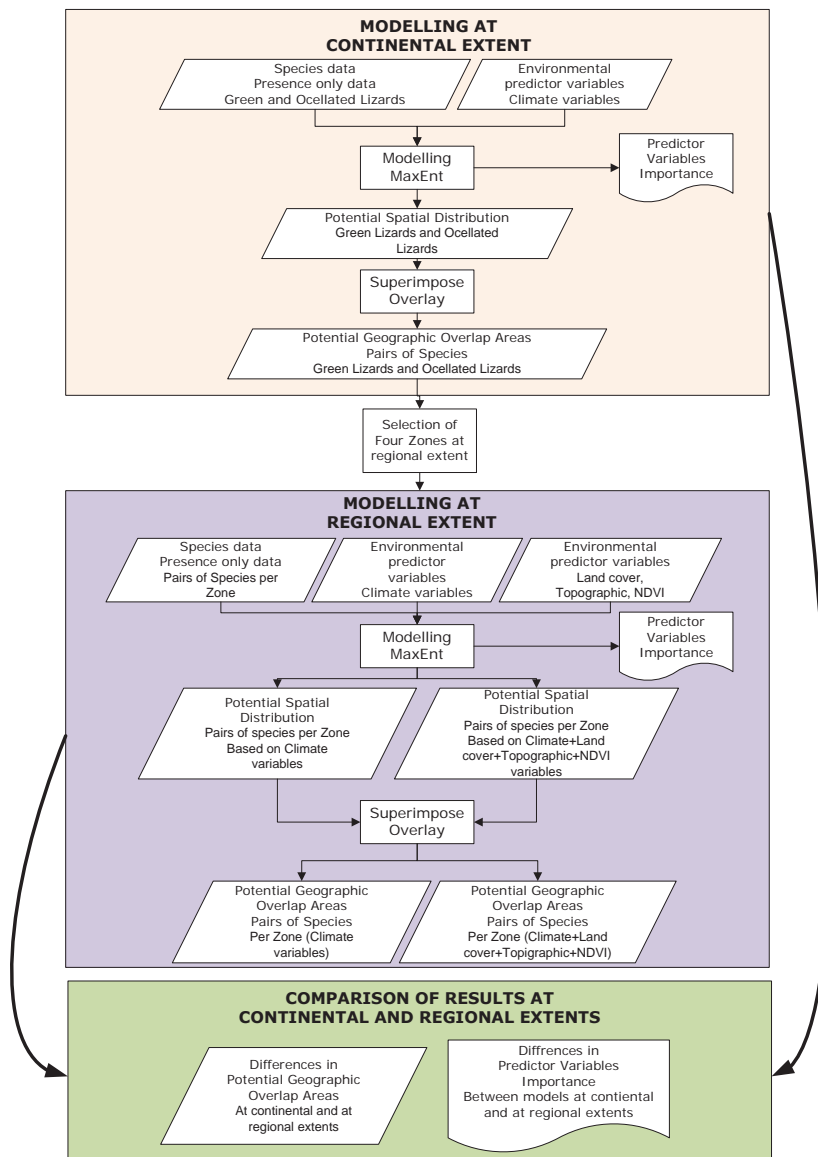 MODELLING AT
CONTINENTAL EXTENT
Species data
Presence only data
Green and Ocellated Lizards
Environmental
predictor variables
Climate variables
Modelling
MaxEnt
Predictor
Variables
Importance
Potential Spatial Distribution
Green Lizards and Ocellated
Lizards
Superimpose
Overlay
Potential Geographic Overlap Areas
Pairs of Species
Green Lizards and Ocellated Lizards
Selection of
Four Zones at
regional extent
MODELLING AT
REGIONAL EXTENT
Species data
Presence only data
Pairs of Species per
Zone
Environmental
predictor
variables
Climate variables
Environmental
predictor variables
Land cover,
Topographic, NDVI
Modelling
MaxEnt
Predictor
Variables
Importance
Potential Spatial
Distribution
Pairs of species per Zone
Based on Climate
variables
Potential Spatial
Distribution
Pairs of species per Zone
Based on Climate+Land
cover+Topographic+NDVI
variables
Superimpose
Overlay
Potential Geographic
Overlap Areas
Pairs of Species
Per Zone (Climate
variables)
Potential Geographic
Overlap Areas
Pairs of Species
Per Zone (Climate+Land
cover+Topigraphic+NDVI)
COMPARISON OF RESULTS AT
CONTINENTAL AND REGIONAL EXTENTS
Differences in
Potential Geographic
Overlap Areas
At continental and at
regional extents
Diffrences in
Predictor Variables
Importance
Between models at contiental
and at regional extents